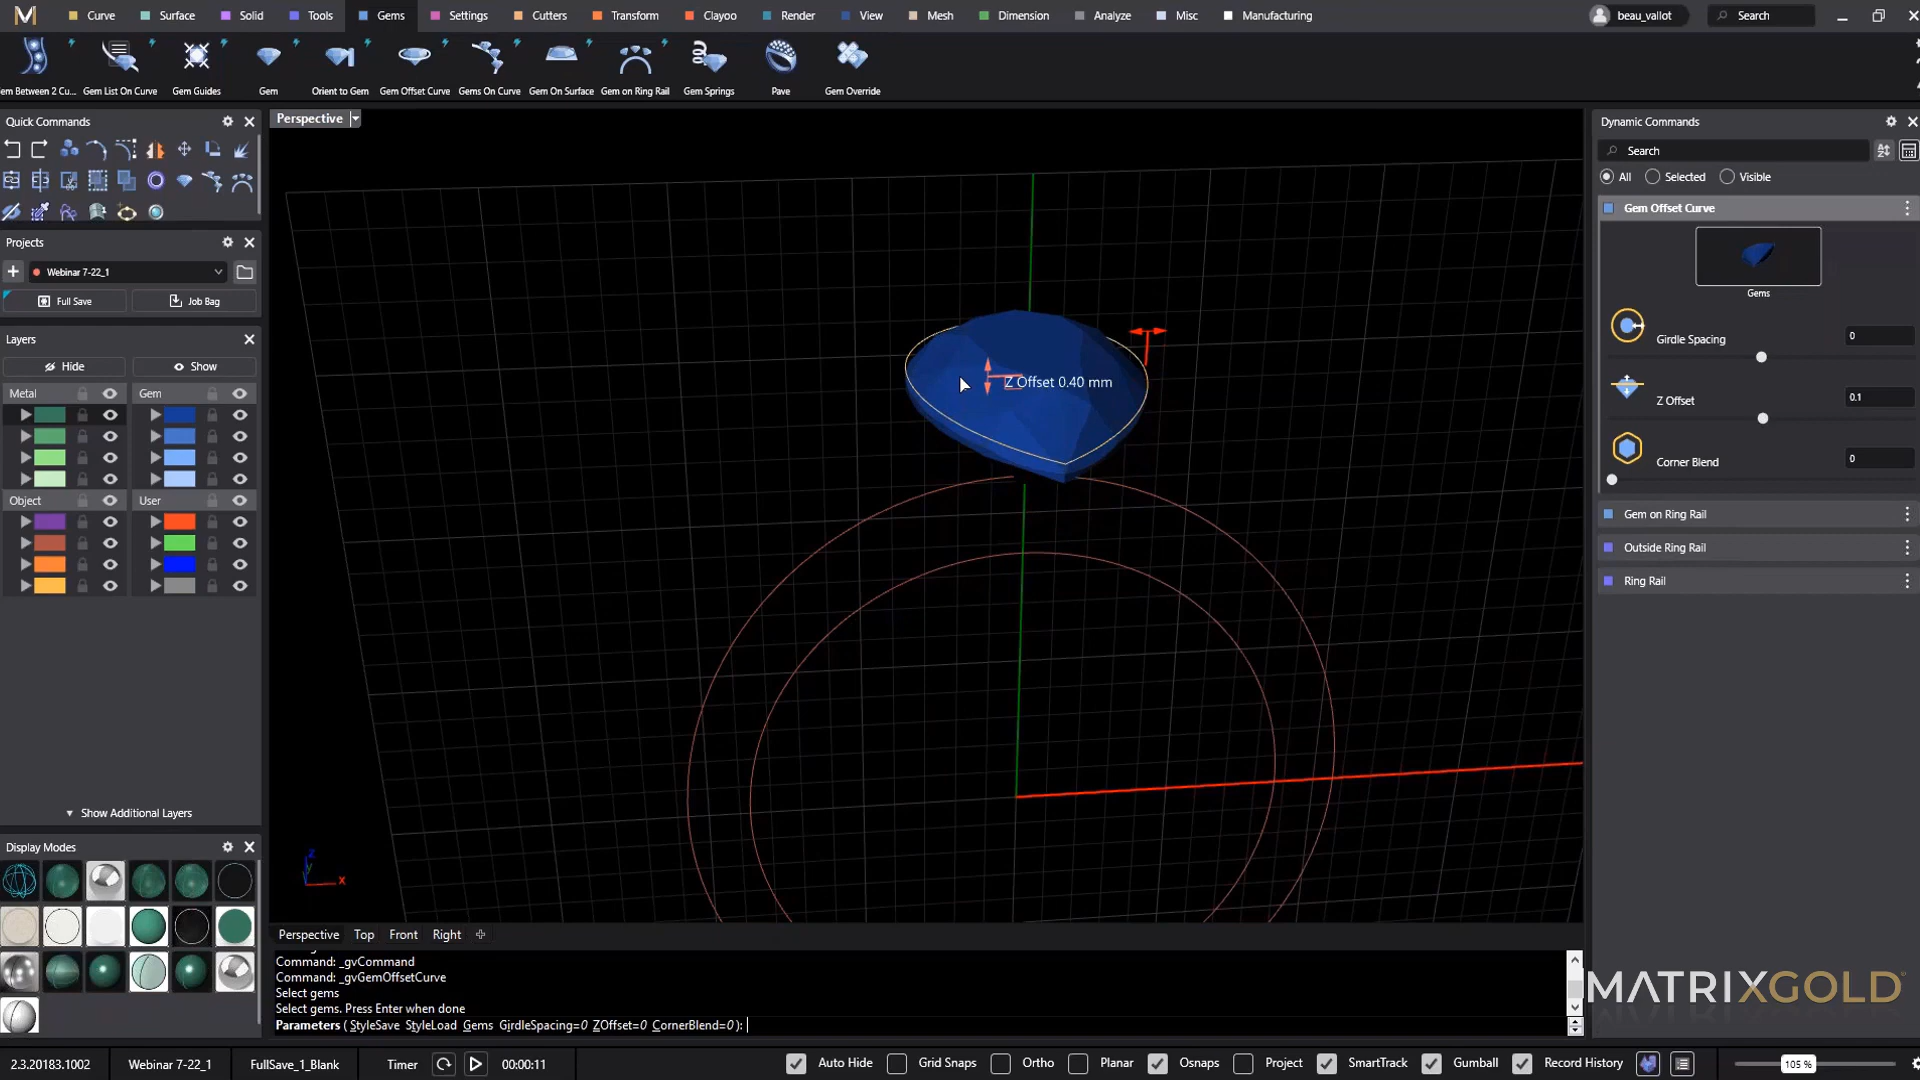 Curve Surface Solid Tools Gems Settings Cutters Transform Clayoo Render View Mesh Dimension Analyze Misc Manufacturing beau_vallot Search
em Between 2 Cu... Gem List On Curve Gem Guides Gem Orient to Gem Gem Offset Curve Gems On Curve Gem On Surface Gem on Ring Rail Gem Springs Pave Gem Override
Quick Commands
Projects
Webinar 7-22_1
Full Save Job Bag
Layers
Hide Show
Metal Gem
Object User
Show Additional Layers
Display Modes
Perspective
Z Offset 0.40 mm
z
x
Perspective Top Front Right
Command: _gvCommand
Command: _gvGemOffsetCurve
Select gems
Select gems. Press Enter when done
Parameters ( StyleSave StyleLoad Gems GirdleSpacing=0 ZOffset=0 CornerBlend=0 ):
Dynamic Commands
Search
All Selected Visible
Gem Offset Curve
Gems
Girdle Spacing 0
Z Offset 0.1
Corner Blend 0
Gem on Ring Rail
Outside Ring Rail
Ring Rail
MATRIXGOLD
2.3.20183.1002 Webinar 7-22_1 FullSave_1_Blank Timer 00:00:11 Auto Hide Grid Snaps Ortho Planar Osnaps Project SmartTrack Gumball Record History 105 %